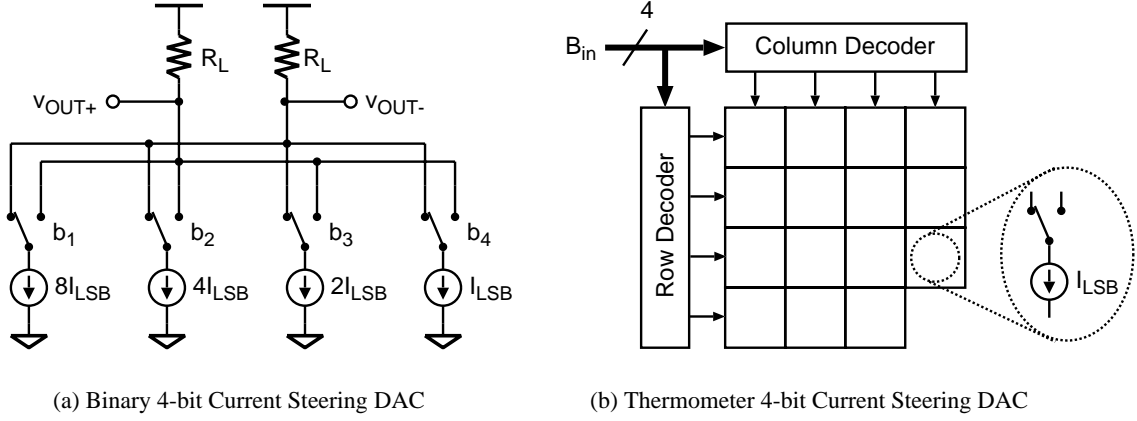 R_L R_L
v_OUT+ v_OUT-
b_1 b_2 b_3 b_4
8I_LSB 4I_LSB 2I_LSB I_LSB
(a) Binary 4-bit Current Steering DAC
4
B_in
Column Decoder
Row Decoder
I_LSB
(b) Thermometer 4-bit Current Steering DAC